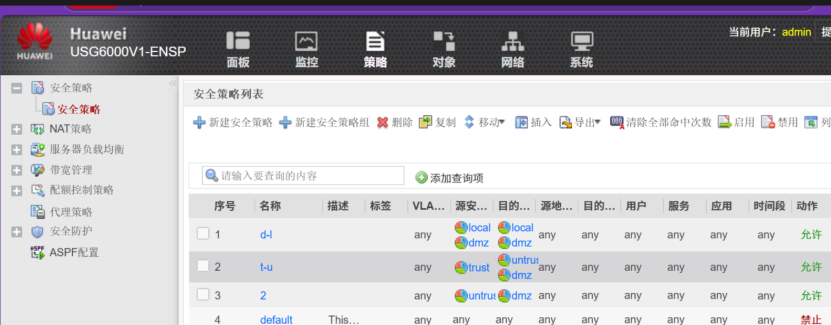 Huawei
HUAWEI
USG6000V1-ENSP
面板
监控
策略
对象
网络
系统
当前用户：admin
提
安全策略
安全策略
NAT策略
服务器负载均衡
带宽管理
配额控制策略
代理策略
安全防护
ASPF配置
安全策略列表
新建安全策略 新建安全策略组 删除 复制 移动 插入 导出 清除全部命中次数 启用 禁用 列
请输入要查询的内容 添加查询项
序号 名称 描述 标签 VLA... 源安... 目的... 源地... 目的... 用户 服务 应用 时间段 动作
1 d-l any local dmz local dmz any any any any any any 允许
2 t-u any trust untrus dmz any any any any any any 允许
3 2 any untrus dmz any any any any any any 允许
4 default This... any any any any any any any any any 禁止